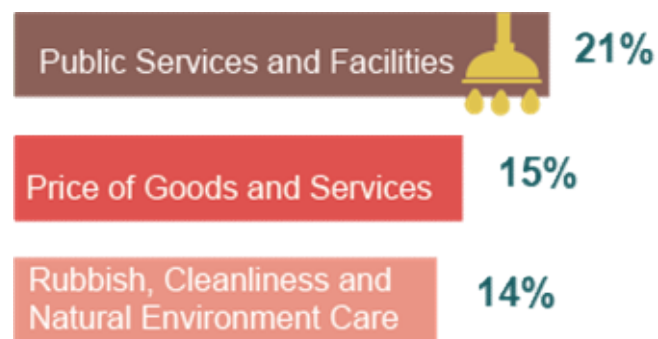 Public Services and Facilities
21%
Price of Goods and Services
15%
Rubbish, Cleanliness and
Natural Environment Care
14%